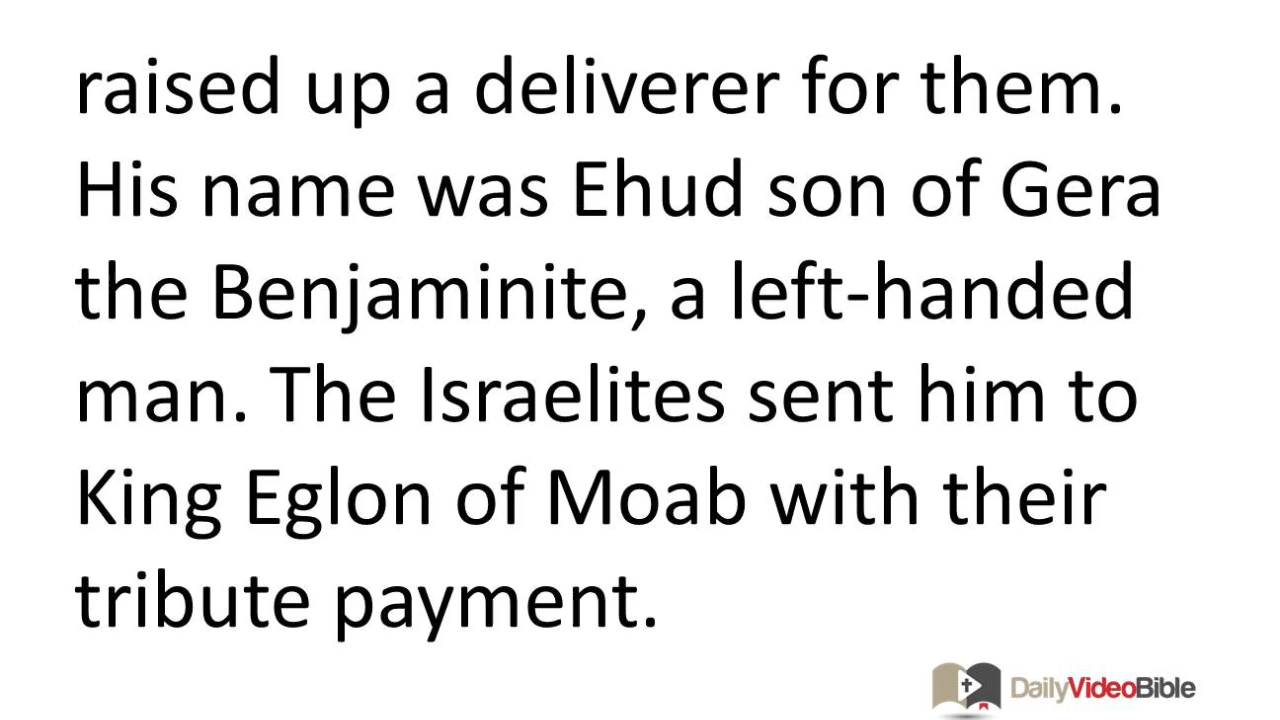 raised up a deliverer for them.
His name was Ehud son of Gera
the Benjaminite, a left-handed
man. The Israelites sent him to
King Eglon of Moab with their
tribute payment.
DailyVideoBible